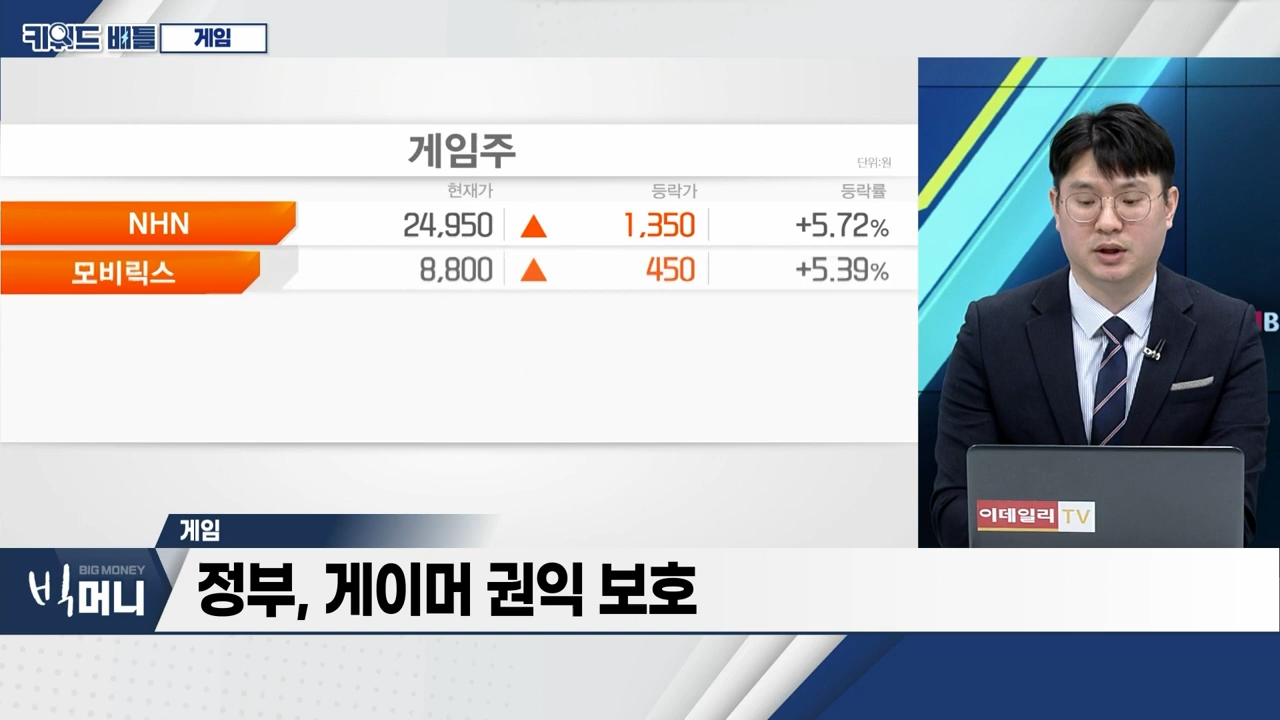 키워드 배틀 게임
게임주
단위:원
현재가 등락가 등락률
NHN 24,950 ▲ 1,350 +5.72%
모비릭스 8,800 ▲ 450 +5.39%
B
이데일리 TV
게임
BIG MONEY
빅머니
정부, 게이머 권익 보호